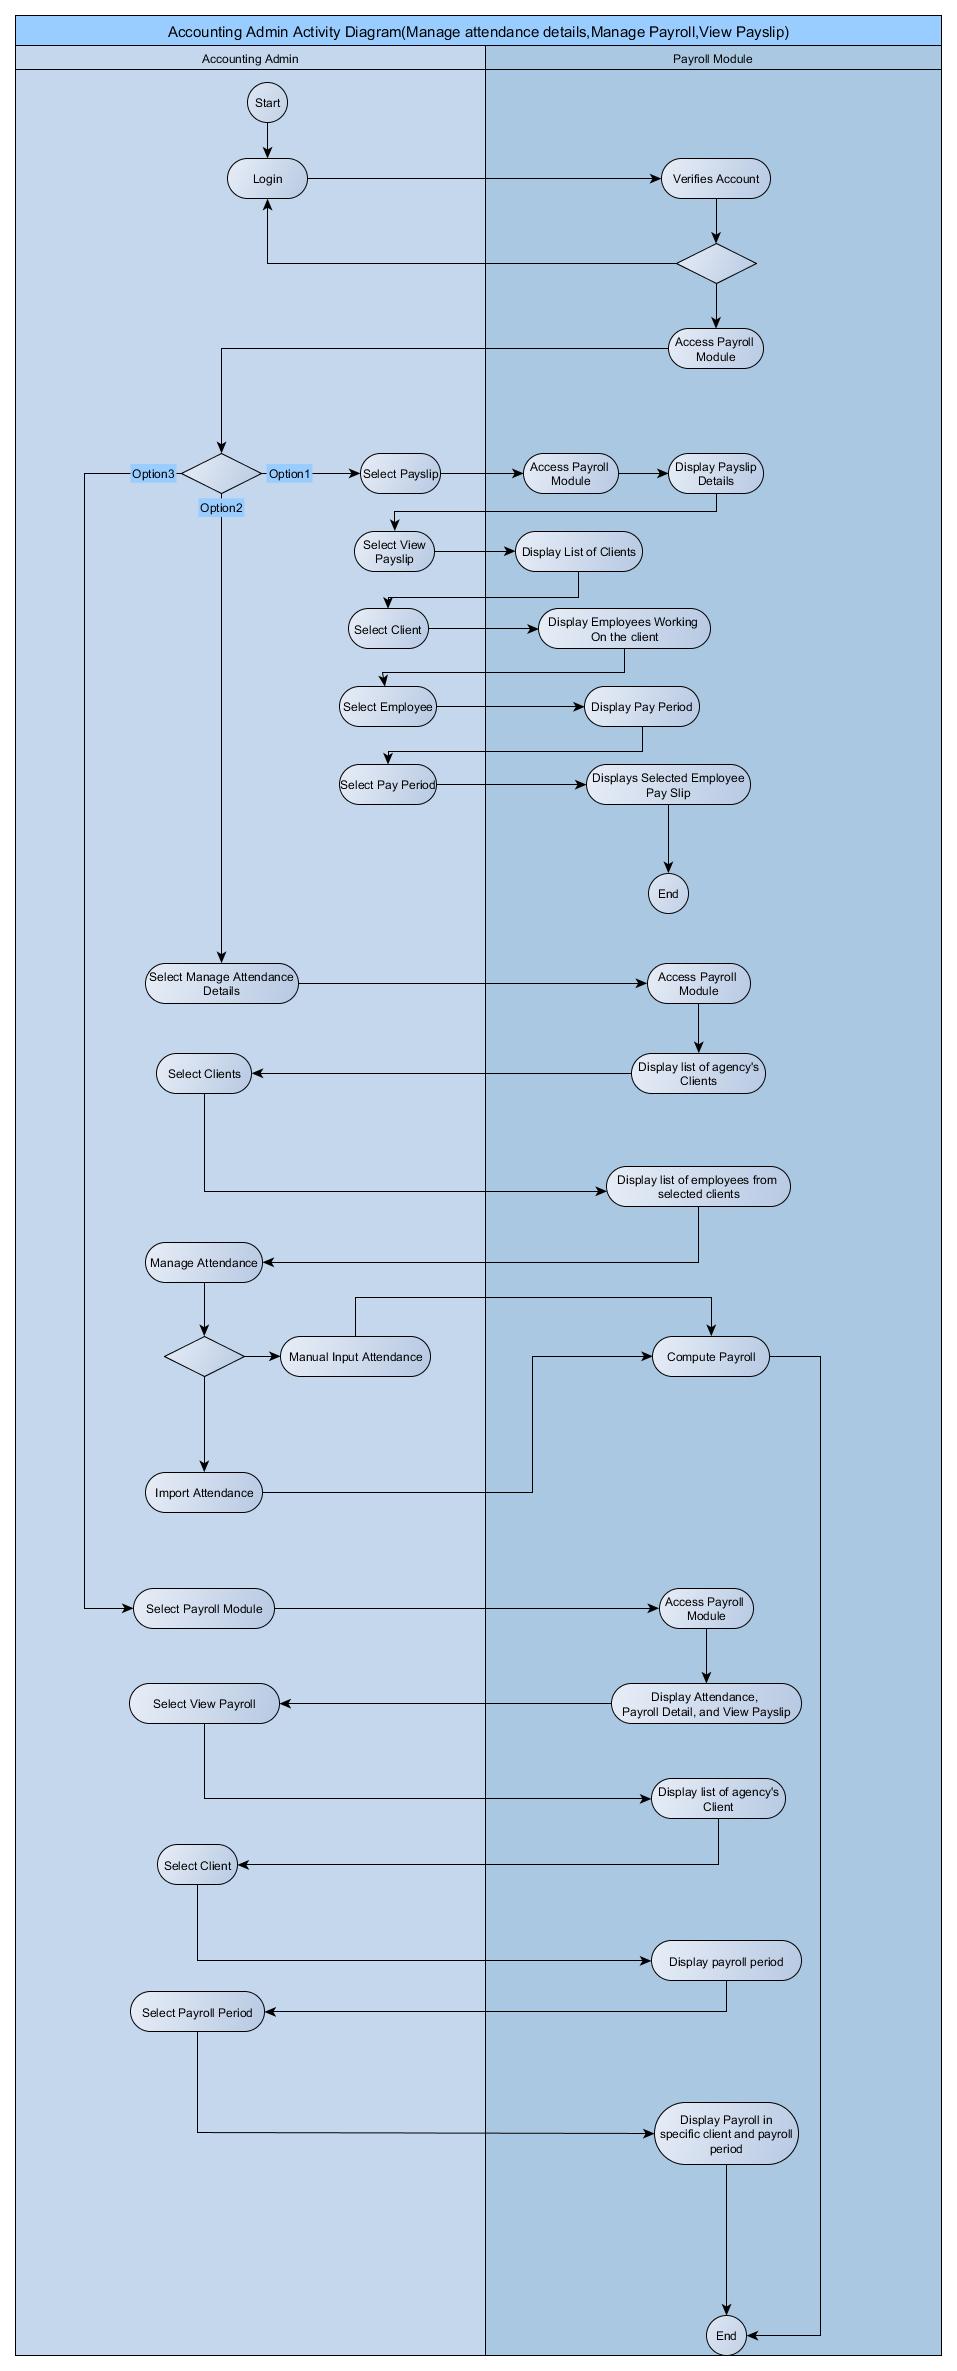 Accounting Admin Activity Diagram(Manage attendance details,Manage Payroll,View Payslip)
Accounting Admin
Payroll Module
Start
Login
Verifies Account
Access Payroll
Module
Option3
Option1
Option2
Select Payslip
Access Payroll
Module
Display Payslip
Details
Select View
Payslip
Display List of Clients
Select Client
Display Employees Working
On the client
Select Employee
Display Pay Period
Select Pay Period
Displays Selected Employee
Pay Slip
End
Select Manage Attendance
Details
Access Payroll
Module
Select Clients
Display list of agency's
Clients
Display list of employees from
selected clients
Manage Attendance
Manual Input Attendance
Compute Payroll
Import Attendance
Select Payroll Module
Access Payroll
Module
Select View Payroll
Display Attendance,
Payroll Detail, and View Payslip
Display list of agency's
Client
Select Client
Display payroll period
Select Payroll Period
Display Payroll in
specific client and payroll
period
End